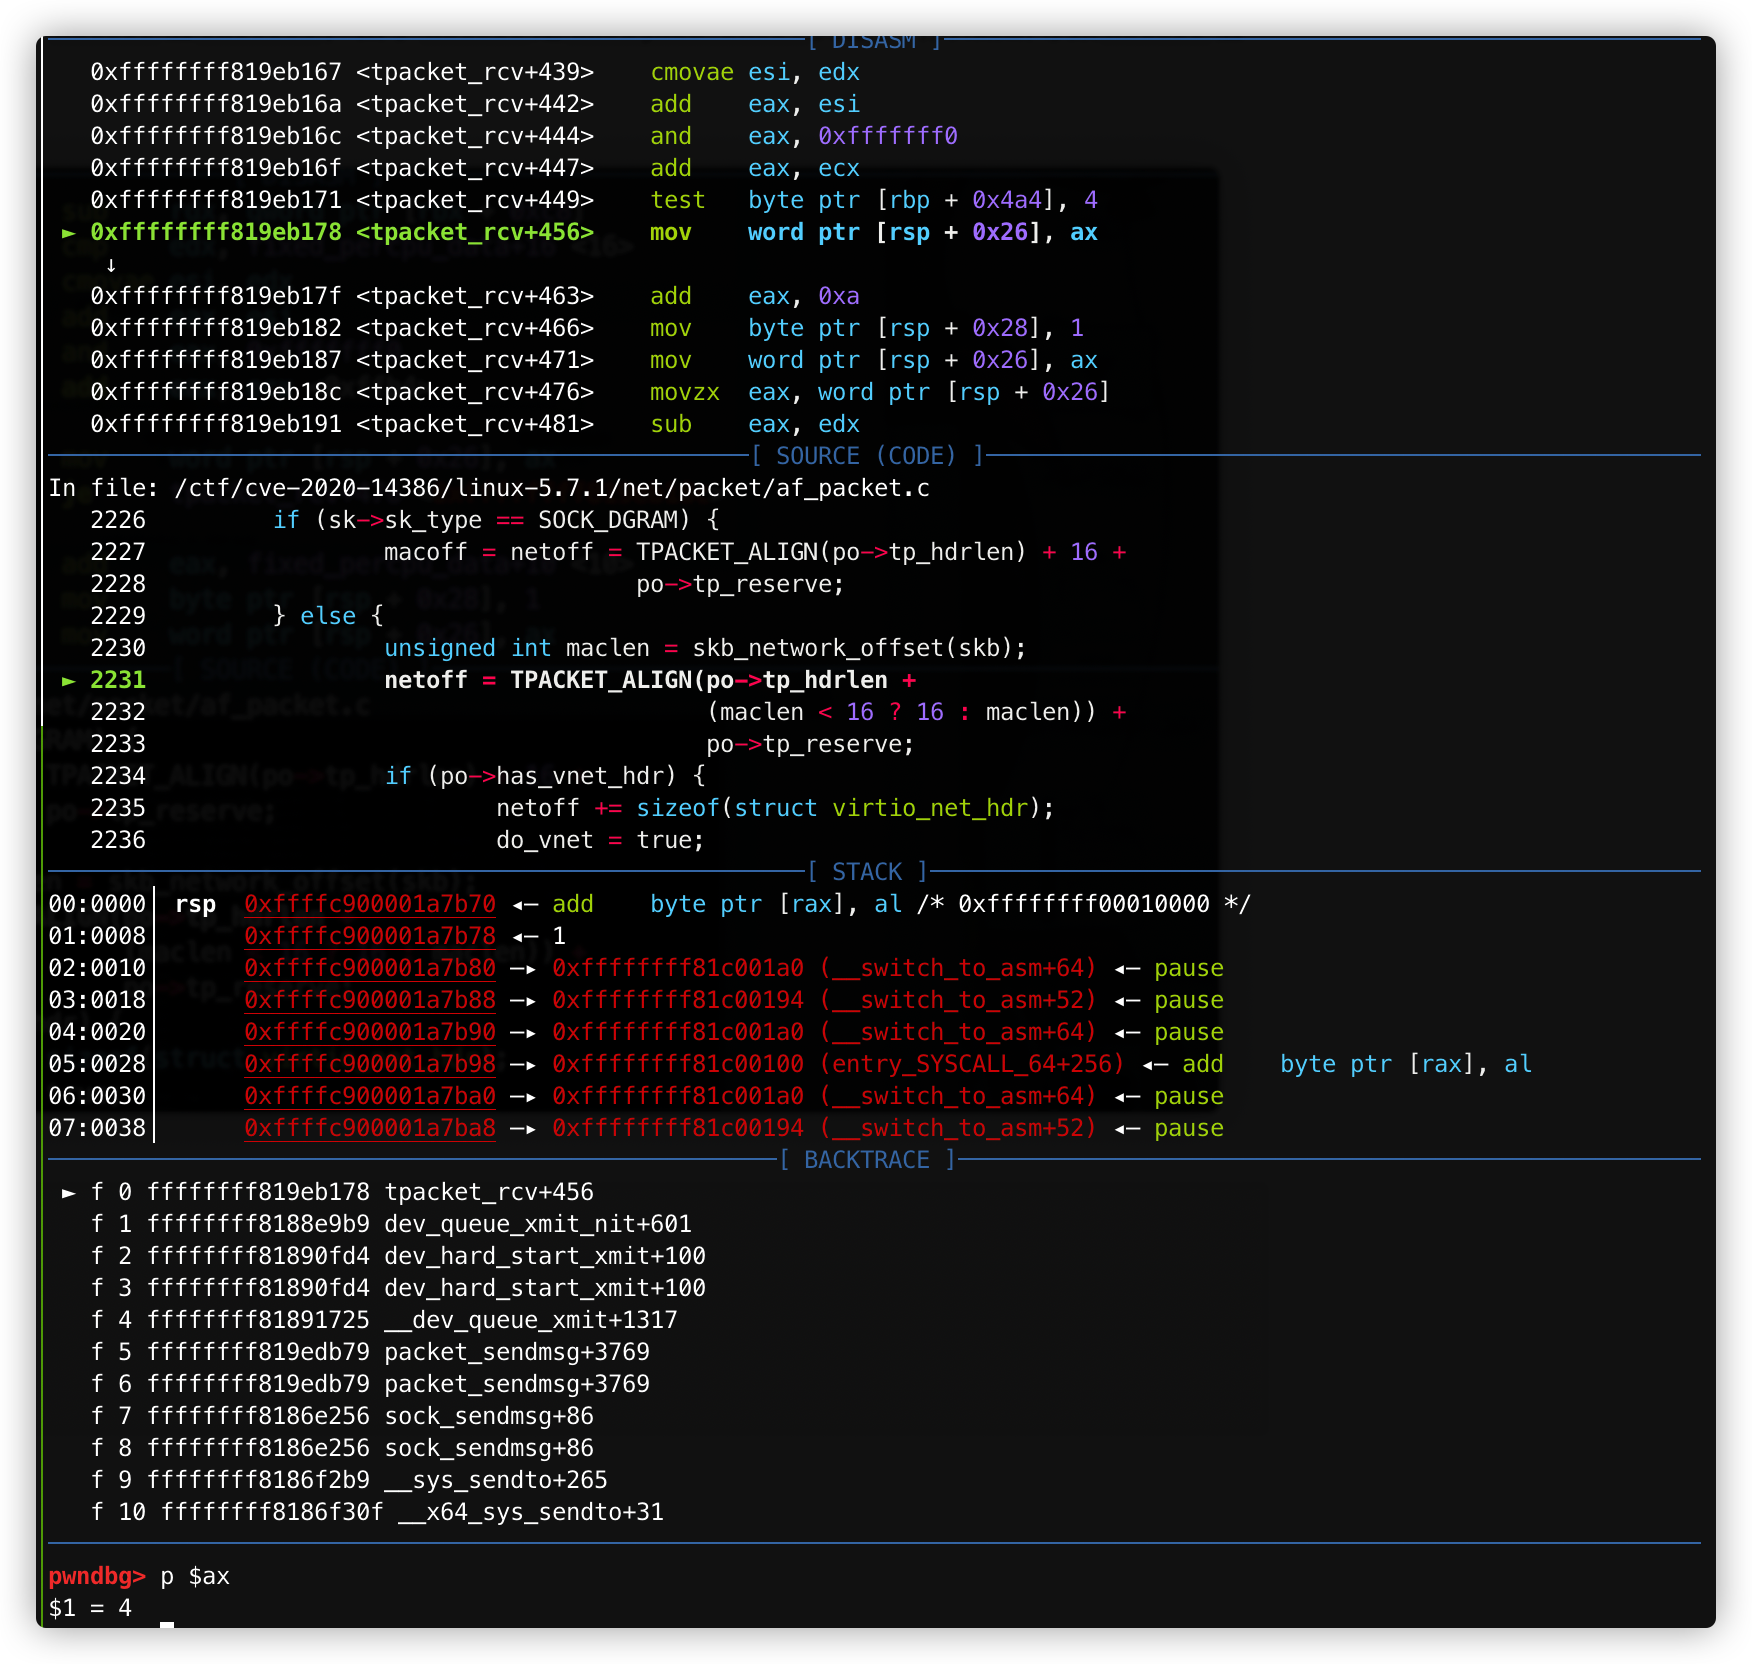 [ DISASM ]
0xffffffff819eb167 <tpacket_rcv+439>    cmovae esi, edx
0xffffffff819eb16a <tpacket_rcv+442>    add    eax, esi
0xffffffff819eb16c <tpacket_rcv+444>    and    eax, 0xfffffff0
0xffffffff819eb16f <tpacket_rcv+447>    add    eax, ecx
0xffffffff819eb171 <tpacket_rcv+449>    test   byte ptr [rbp + 0x4a4], 4
► 0xffffffff819eb178 <tpacket_rcv+456>    mov    word ptr [rsp + 0x26], ax
↓
0xffffffff819eb17f <tpacket_rcv+463>    add    eax, 0xa
0xffffffff819eb182 <tpacket_rcv+466>    mov    byte ptr [rsp + 0x28], 1
0xffffffff819eb187 <tpacket_rcv+471>    mov    word ptr [rsp + 0x26], ax
0xffffffff819eb18c <tpacket_rcv+476>    movzx  eax, word ptr [rsp + 0x26]
0xffffffff819eb191 <tpacket_rcv+481>    sub    eax, edx
[ SOURCE (CODE) ]
In file: /ctf/cve-2020-14386/linux-5.7.1/net/packet/af_packet.c
2226         if (sk->sk_type == SOCK_DGRAM) {
2227                 macoff = netoff = TPACKET_ALIGN(po->tp_hdrlen) + 16 +
2228                                   po->tp_reserve;
2229         } else {
2230                 unsigned int maclen = skb_network_offset(skb);
► 2231                 netoff = TPACKET_ALIGN(po->tp_hdrlen +
2232                                        (maclen < 16 ? 16 : maclen)) +
2233                                        po->tp_reserve;
2234                 if (po->has_vnet_hdr) {
2235                         netoff += sizeof(struct virtio_net_hdr);
2236                         do_vnet = true;
[ STACK ]
00:0000│ rsp  0xffffc900001a7b70 ◂— add    byte ptr [rax], al /* 0xffffffff00010000 */
01:0008│      0xffffc900001a7b78 ◂— 1
02:0010│      0xffffc900001a7b80 —▸ 0xffffffff81c001a0 (__switch_to_asm+64) ◂— pause
03:0018│      0xffffc900001a7b88 —▸ 0xffffffff81c00194 (__switch_to_asm+52) ◂— pause
04:0020│      0xffffc900001a7b90 —▸ 0xffffffff81c001a0 (__switch_to_asm+64) ◂— pause
05:0028│      0xffffc900001a7b98 —▸ 0xffffffff81c00100 (entry_SYSCALL_64+256) ◂— add    byte ptr [rax], al
06:0030│      0xffffc900001a7ba0 —▸ 0xffffffff81c001a0 (__switch_to_asm+64) ◂— pause
07:0038│      0xffffc900001a7ba8 —▸ 0xffffffff81c00194 (__switch_to_asm+52) ◂— pause
[ BACKTRACE ]
► f 0 ffffffff819eb178 tpacket_rcv+456
f 1 ffffffff8188e9b9 dev_queue_xmit_nit+601
f 2 ffffffff81890fd4 dev_hard_start_xmit+100
f 3 ffffffff81890fd4 dev_hard_start_xmit+100
f 4 ffffffff81891725 __dev_queue_xmit+1317
f 5 ffffffff819edb79 packet_sendmsg+3769
f 6 ffffffff819edb79 packet_sendmsg+3769
f 7 ffffffff8186e256 sock_sendmsg+86
f 8 ffffffff8186e256 sock_sendmsg+86
f 9 ffffffff8186f2b9 __sys_sendto+265
f 10 ffffffff8186f30f __x64_sys_sendto+31
pwndbg> p $ax
$1 = 4